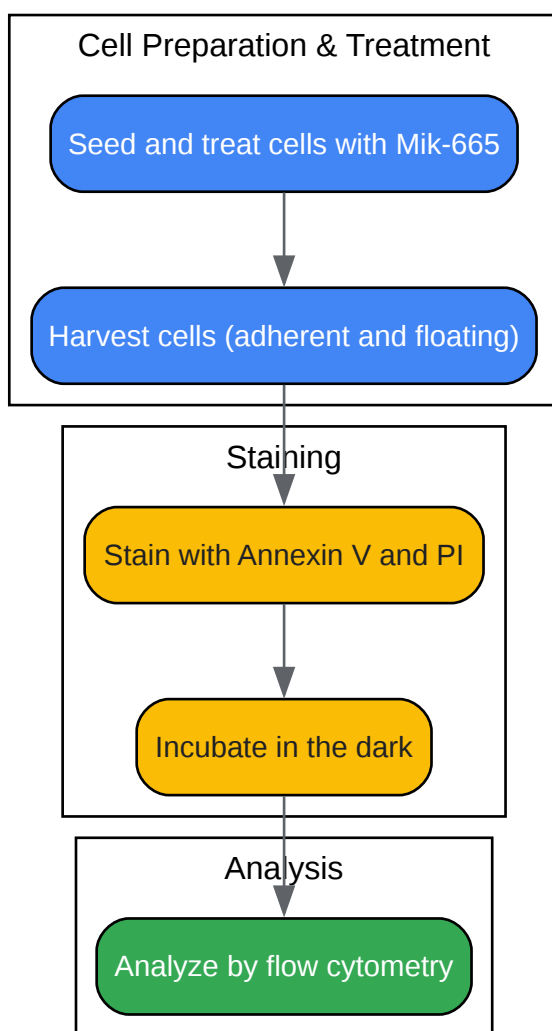 Cell Preparation & Treatment
Seed and treat cells with Mik-665
Harvest cells (adherent and floating)
Staining
Stain with Annexin V and PI
Incubate in the dark
Analysis
Analyze by flow cytometry